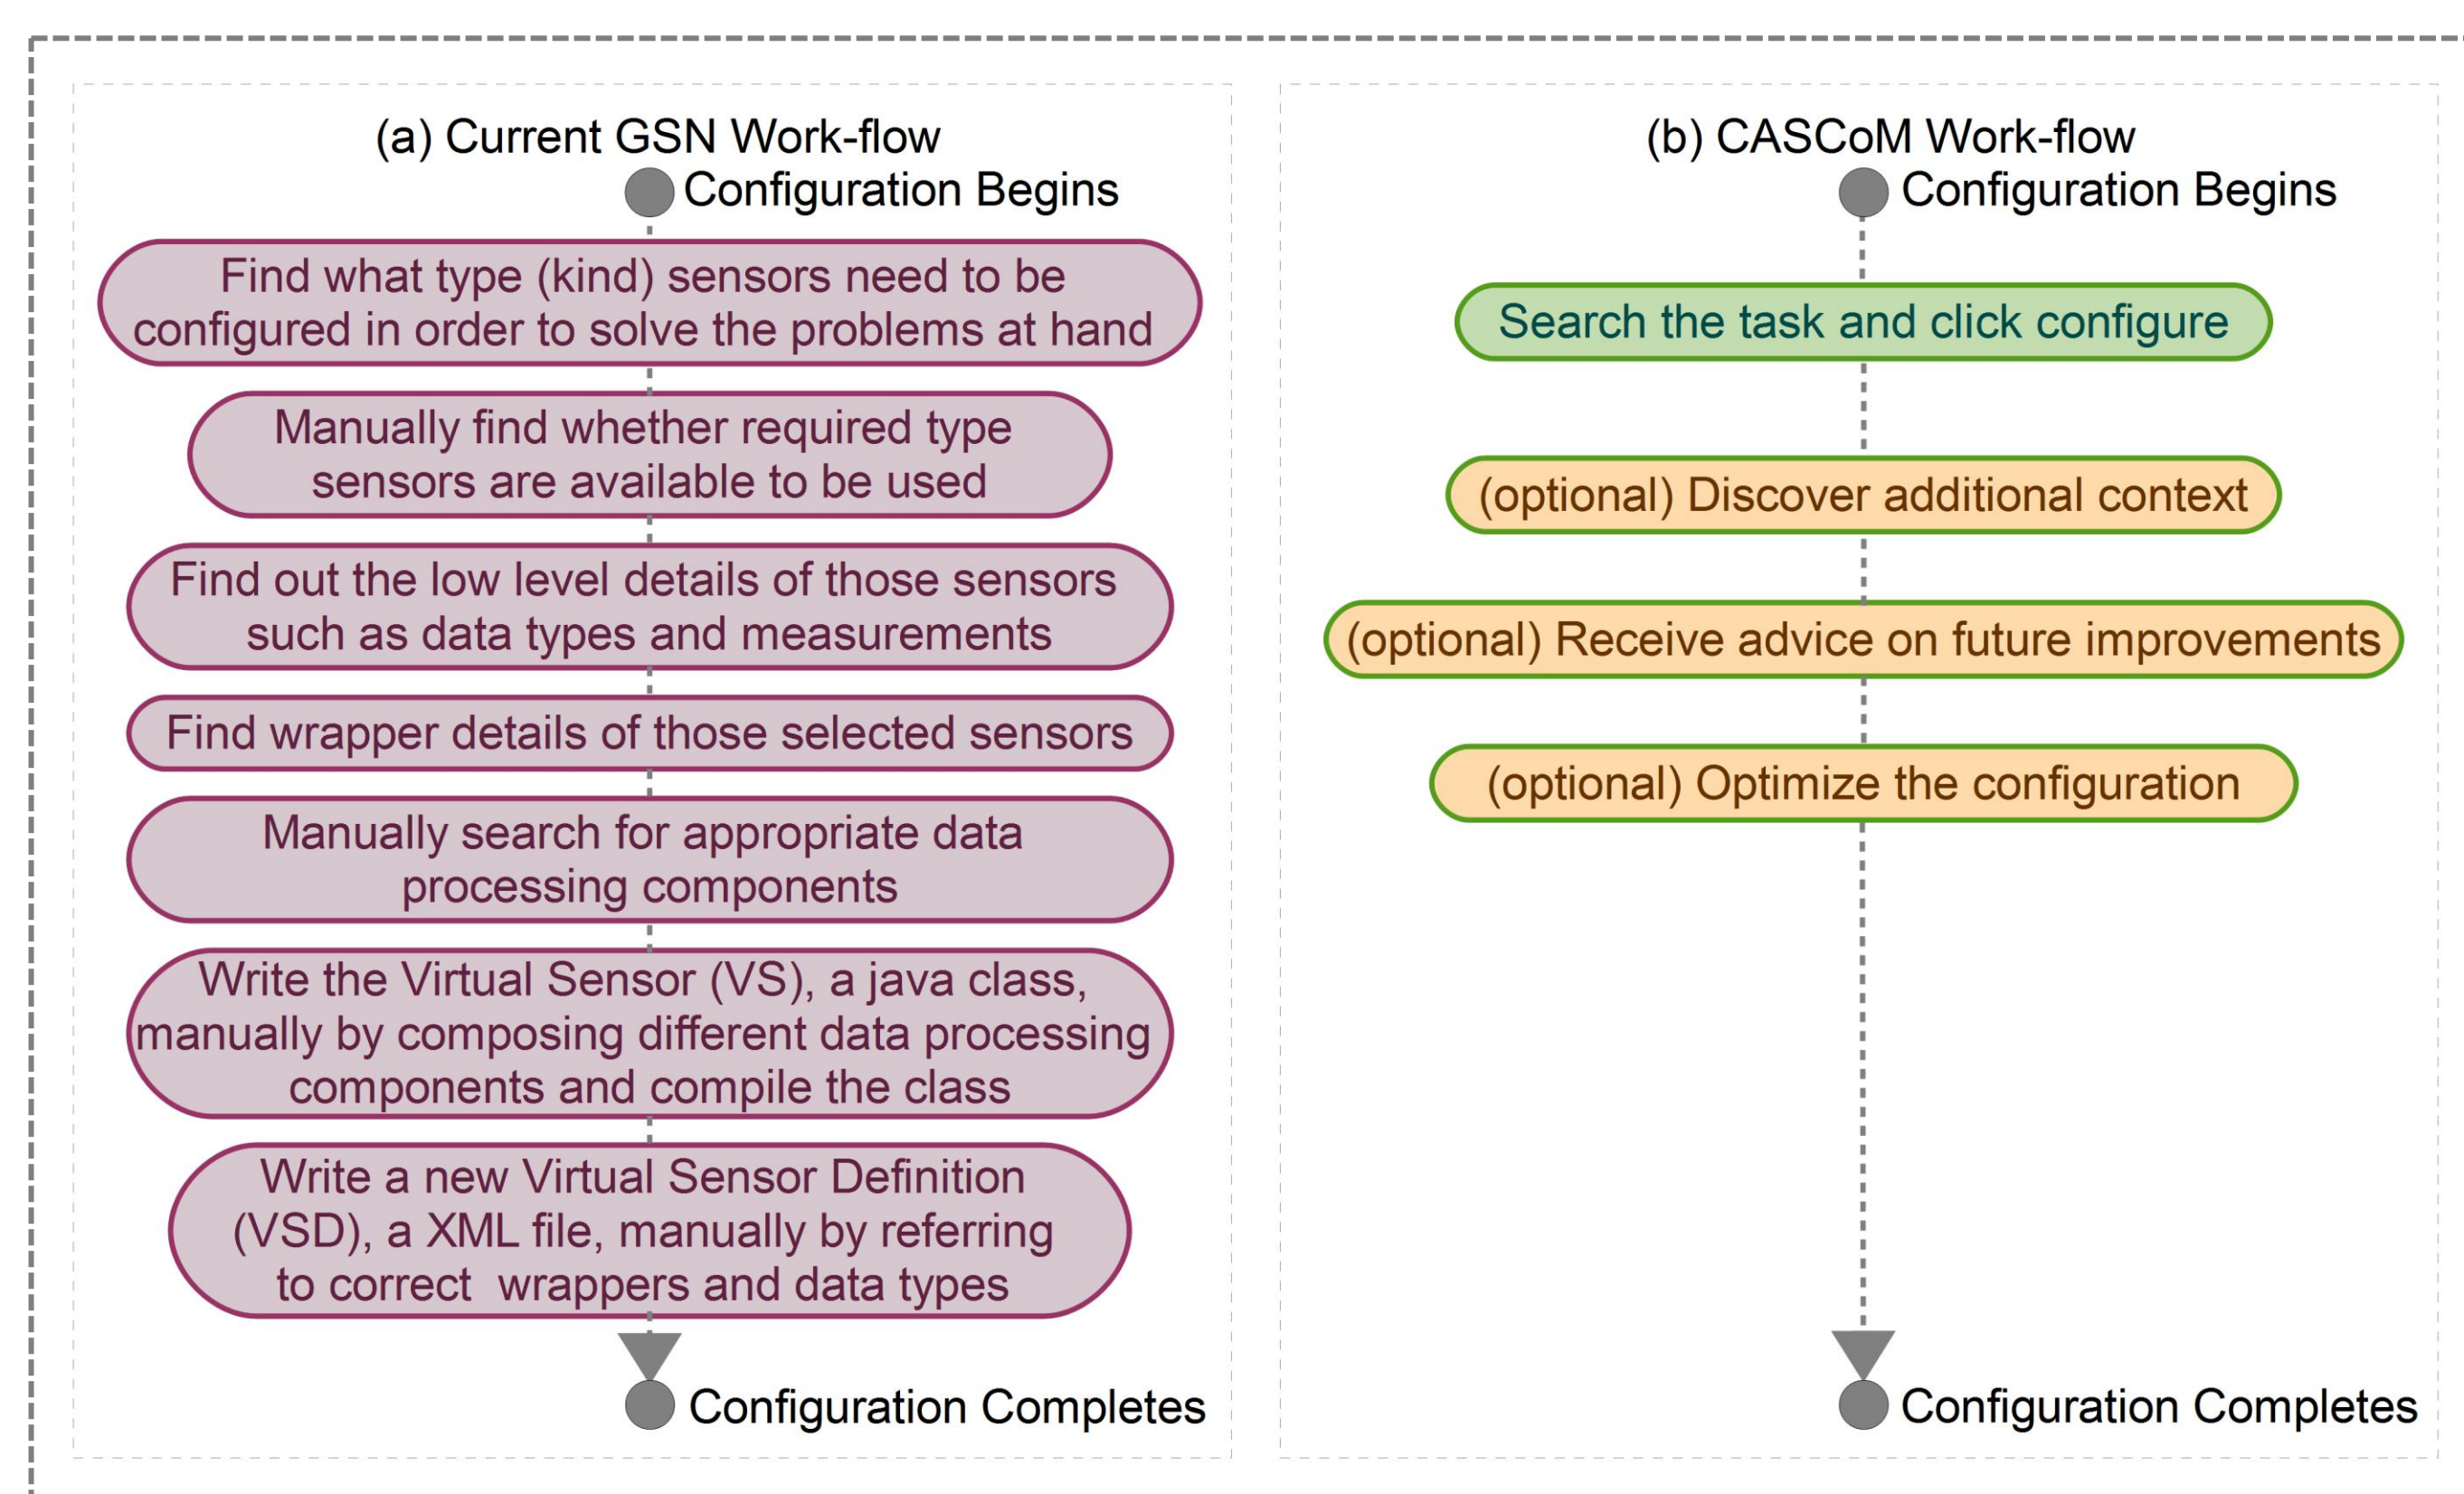 (a) Current GSN Work-flow
Configuration Begins
Find what type (kind) sensors need to be
configured in order to solve the problems at hand
Manually find whether required type
sensors are available to be used
Find out the low level details of those sensors
such as data types and measurements
Find wrapper details of those selected sensors
Manually search for appropriate data
processing components
Write the Virtual Sensor (VS), a java class,
manually by composing different data processing
components and compile the class
Write a new Virtual Sensor Definition
(VSD), a XML file, manually by referring
to correct  wrappers and data types
Configuration Completes
(b) CASCoM Work-flow
Configuration Begins
Search the task and click configure
(optional) Discover additional context
(optional) Receive advice on future improvements
(optional) Optimize the configuration
Configuration Completes